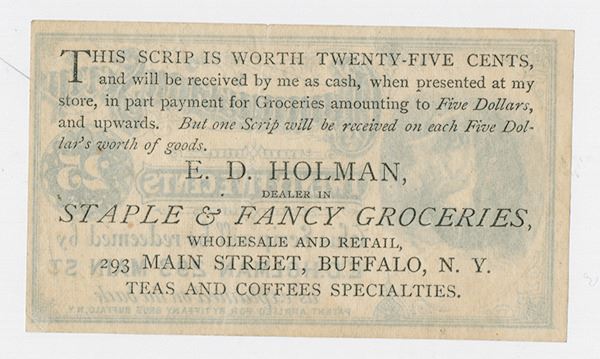 THIS SCRIP IS WORTH TWENTY-FIVE CENTS,
and will be received by me as cash, when presented at my
store, in part payment for Groceries amounting to Five Dollars,
and upwards. But one Scrip will be received on each Five Dol-
lar's worth of goods.
E. D. HOLMAN,
DEALER IN
STAPLE & FANCY GROCERIES,
WHOLESALE AND RETAIL,
293 MAIN STREET, BUFFALO, N. Y.
TEAS AND COFFEES SPECIALTIES.